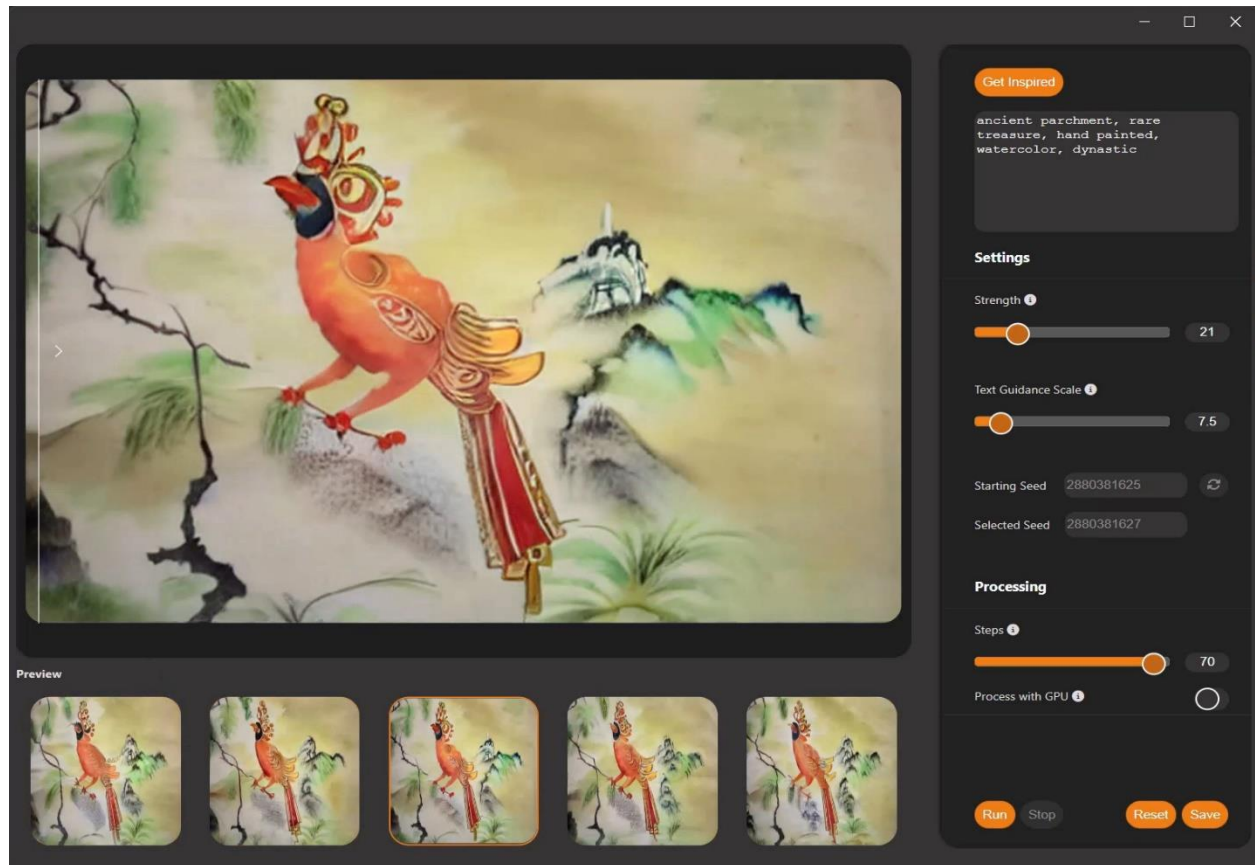 Get Inspired
ancient parchment, rare
treasure, hand painted,
watercolor, dynastic
Settings
Strength
21
Text Guidance Scale
7.5
Starting Seed 2880381625
Selected Seed 2880381627
Processing
Steps
70
Process with GPU
Run Stop Reset Save
Preview